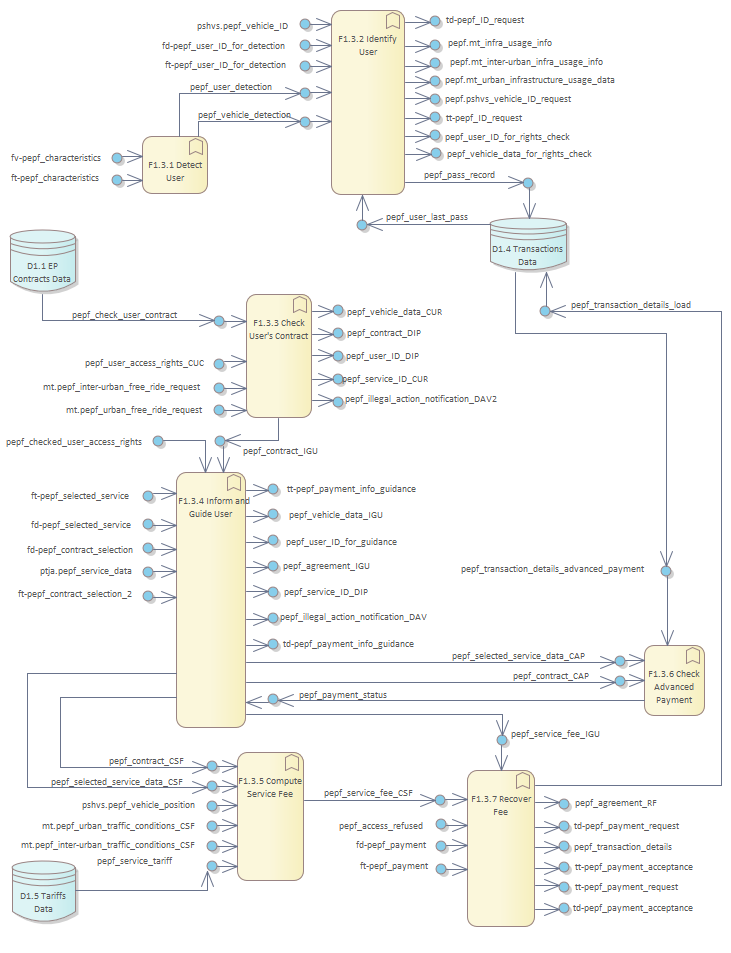 pshvs.pepf_vehicle_ID
fd-pepf_user_ID_for_detection
ft-pepf_user_ID_for_detection
pepf_user_detection
pepf_vehicle_detection
F1.3.2 Identify
User
td-pepf_ID_request
pepf.mt_infra_usage_info
pepf.mt_inter-urban_infra_usage_info
pepf.mt_urban_infrastructure_usage_data
pepf.pshvs_vehicle_ID_request
tt-pepf_ID_request
pepf_user_ID_for_rights_check
pepf_vehicle_data_for_rights_check
fv-pepf_characteristics
ft-pepf_characteristics
F1.3.1 Detect
User
pepf_pass_record
pepf_user_last_pass
D1.4 Transactions
Data
D1.1 EP
Contracts Data
pepf_transaction_details_load
pepf_check_user_contract
F1.3.3 Check
User's Contract
pepf_vehicle_data_CUR
pepf_contract_DIP
pepf_user_ID_DIP
pepf_service_ID_CUR
pepf_illegal_action_notification_DAV2
pepf_user_access_rights_CUC
mt.pepf_inter-urban_free_ride_request
mt.pepf_urban_free_ride_request
pepf_checked_user_access_rights
pepf_contract_IGU
F1.3.4 Inform and
Guide User
ft-pepf_selected_service
fd-pepf_selected_service
fd-pepf_contract_selection
ptja.pepf_service_data
ft-pepf_contract_selection_2
tt-pepf_payment_info_guidance
pepf_vehicle_data_IGU
pepf_user_ID_for_guidance
pepf_agreement_IGU
pepf_service_ID_DIP
pepf_illegal_action_notification_DAV
td-pepf_payment_info_guidance
pepf_transaction_details_advanced_payment
pepf_selected_service_data_CAP
pepf_contract_CAP
pepf_payment_status
F1.3.6 Check
Advanced
Payment
pepf_service_fee_IGU
pepf_contract_CSF
pepf_selected_service_data_CSF
pshvs.pepf_vehicle_position
mt.pepf_urban_traffic_conditions_CSF
mt.pepf_inter-urban_traffic_conditions_CSF
pepf_service_tariff
F1.3.5 Compute
Service Fee
D1.5 Tariffs
Data
pepf_service_fee_CSF
pepf_access_refused
fd-pepf_payment
ft-pepf_payment
F1.3.7 Recover
Fee
pepf_agreement_RF
td-pepf_payment_request
pepf_transaction_details
tt-pepf_payment_acceptance
tt-pepf_payment_request
td-pepf_payment_acceptance